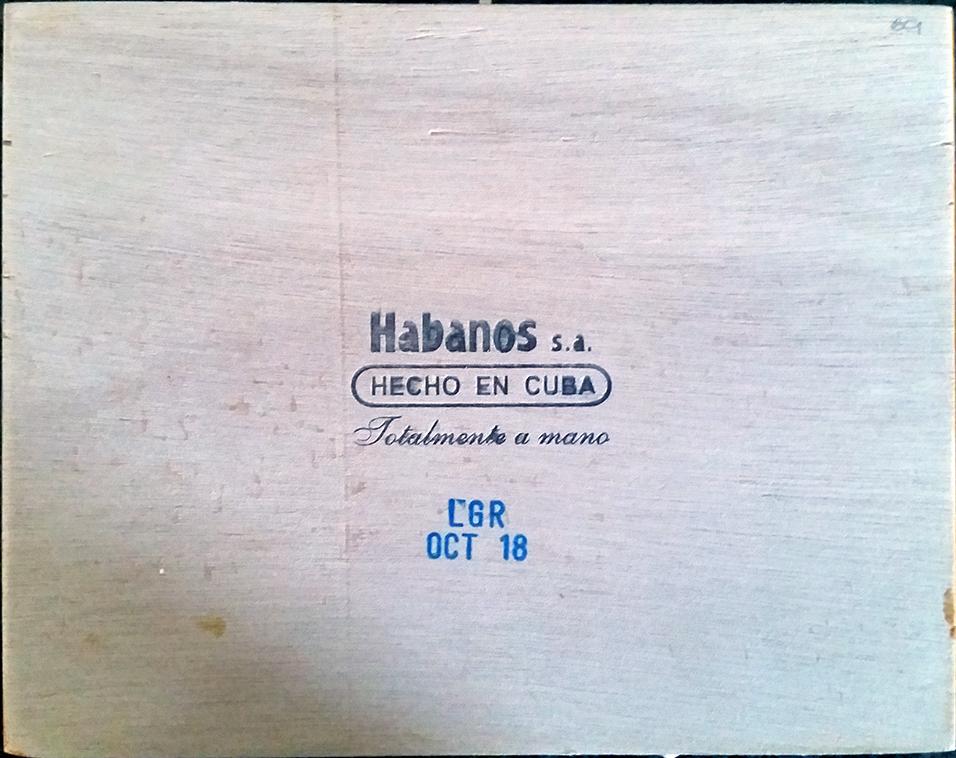 Habanos s.a.
HECHO EN CUBA
Totalmente a mano
LGR
OCT 18